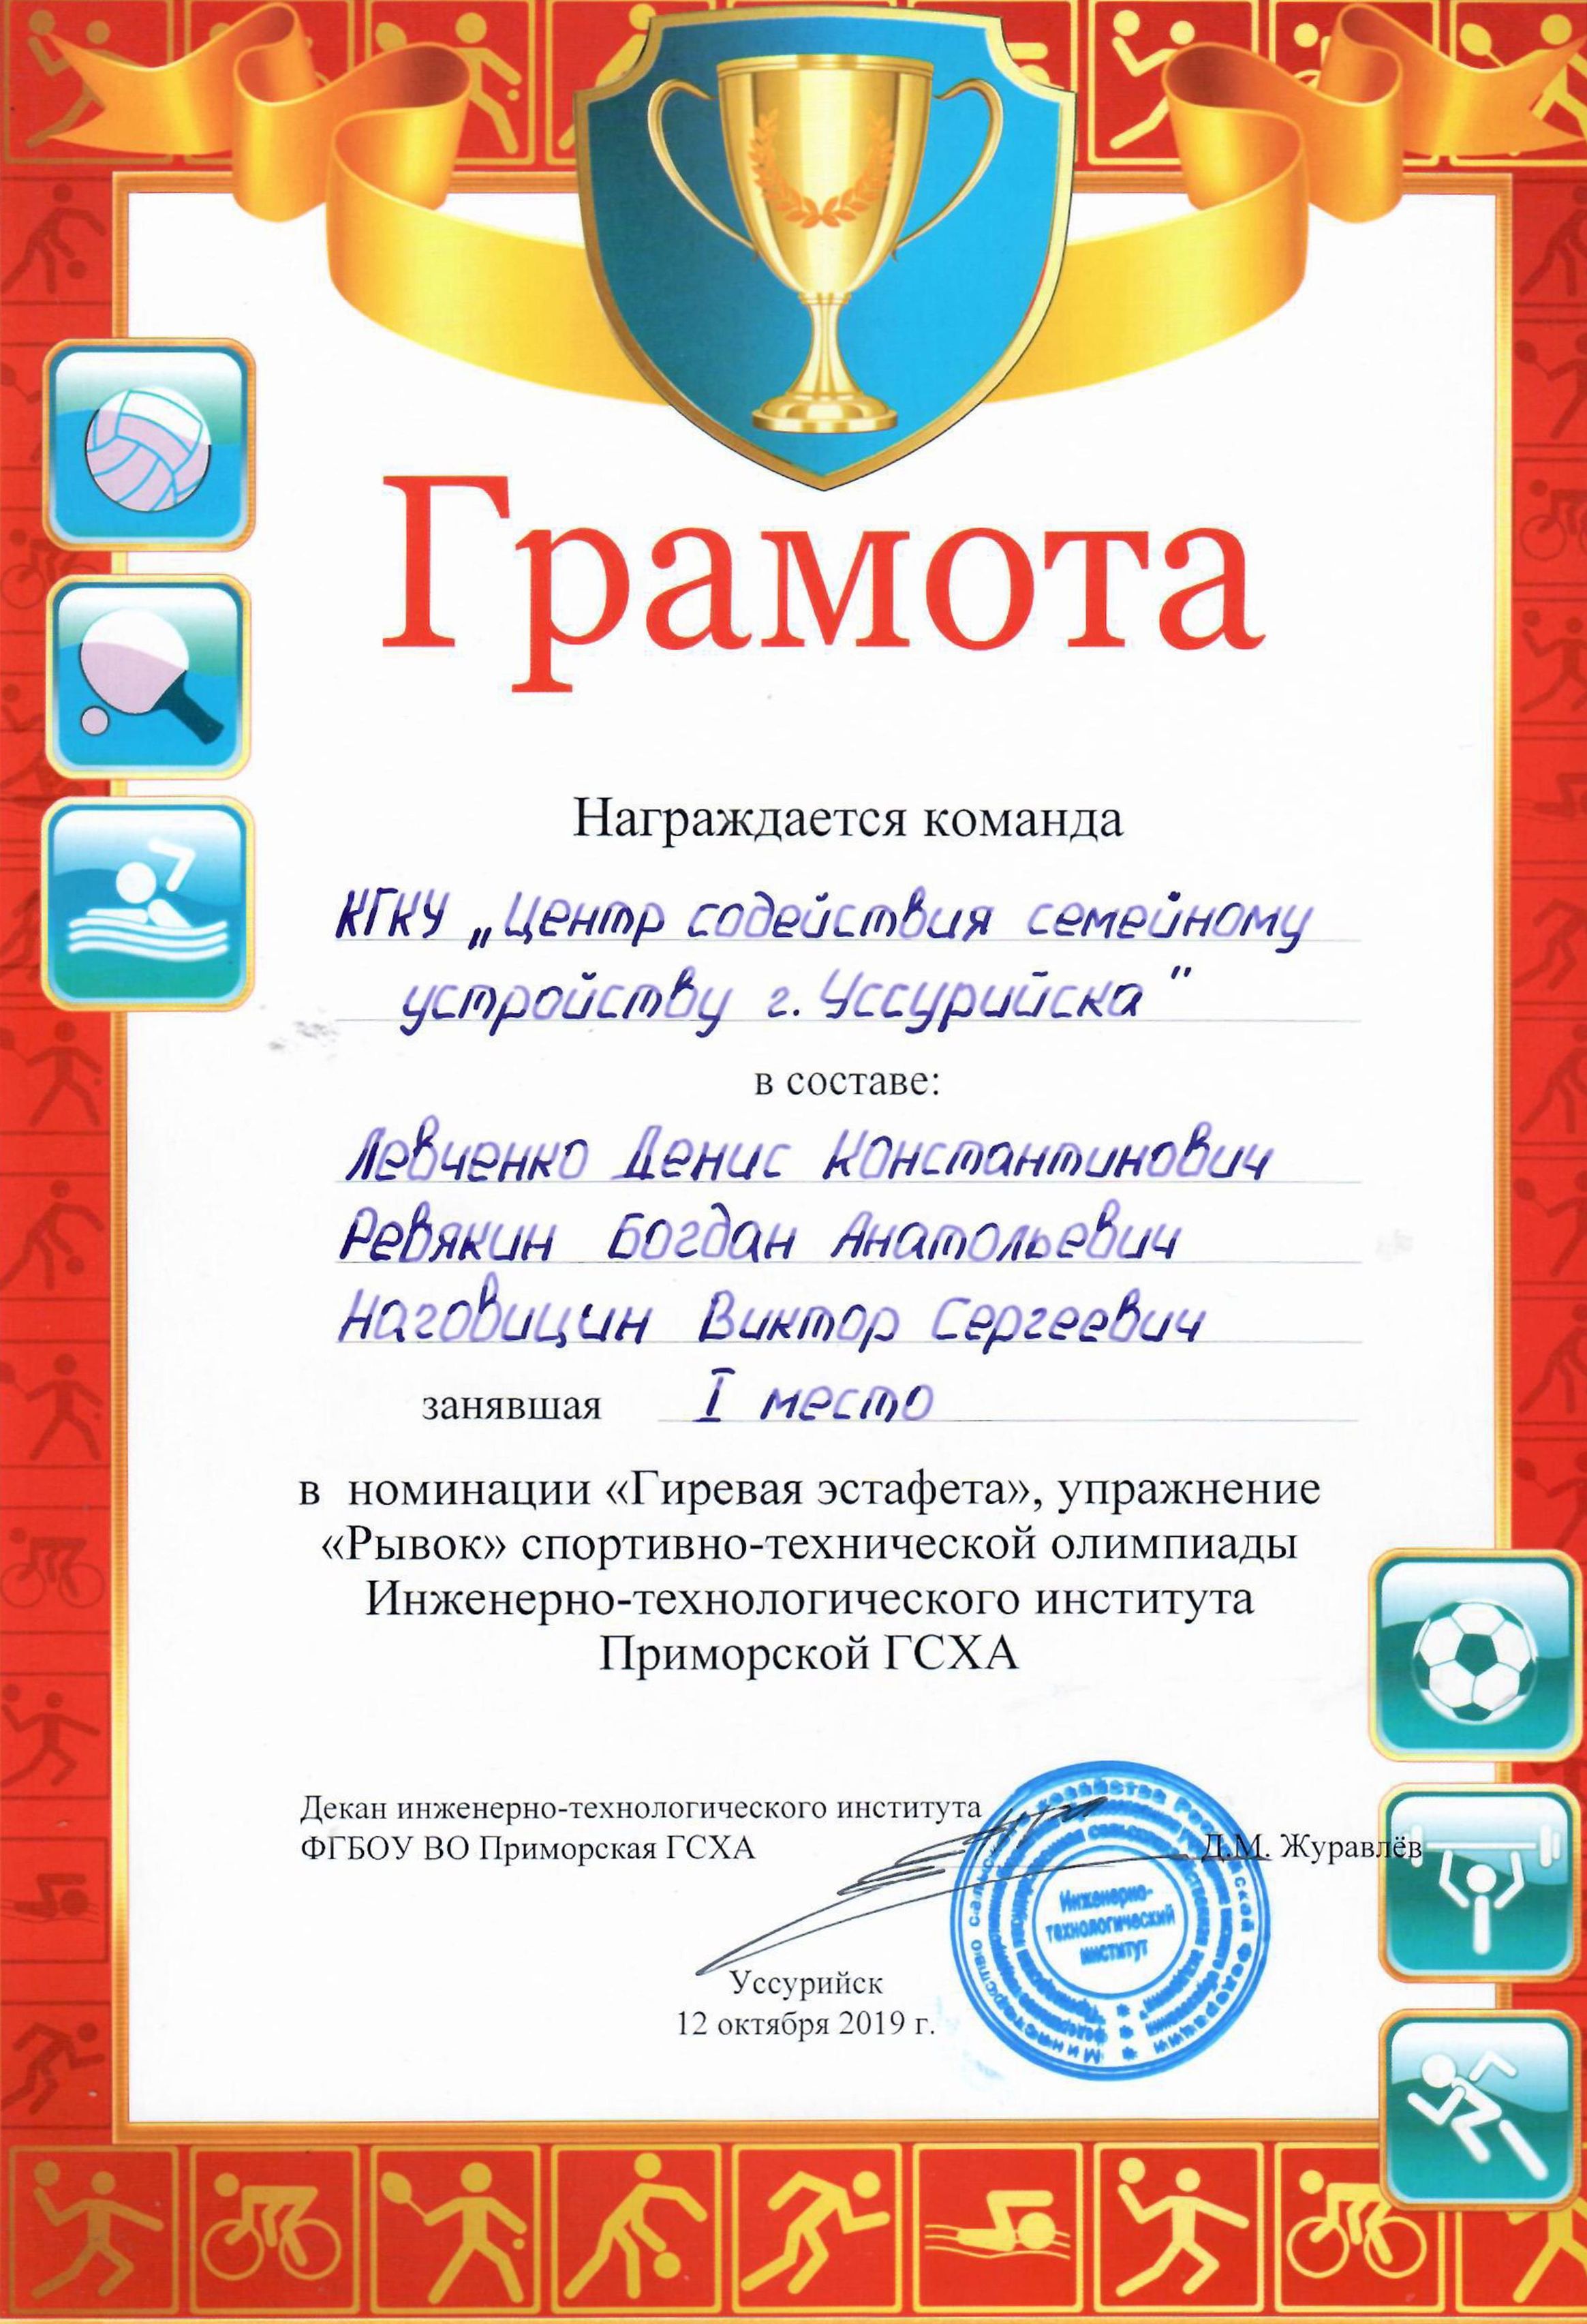 Грамота
Награждается команда
КГКУ „Центр содействия семейному
устройству г. Уссурийска"
в составе:
Левченко Денис Константинович
Ревякин Богдан Анатольевич
Наговицин Виктор Сергеевич
занявшая I место
в номинации «Гиревая эстафета», упражнение
«Рывок» спортивно-технической олимпиады
Инженерно-технологического института
Приморской ГСХА
Декан инженерно-технологического института
ФГБОУ ВО Приморская ГСХА Д.М. Журавлёв
Инженерно-
технологический
институт
Уссурийск
12 октября 2019 г.